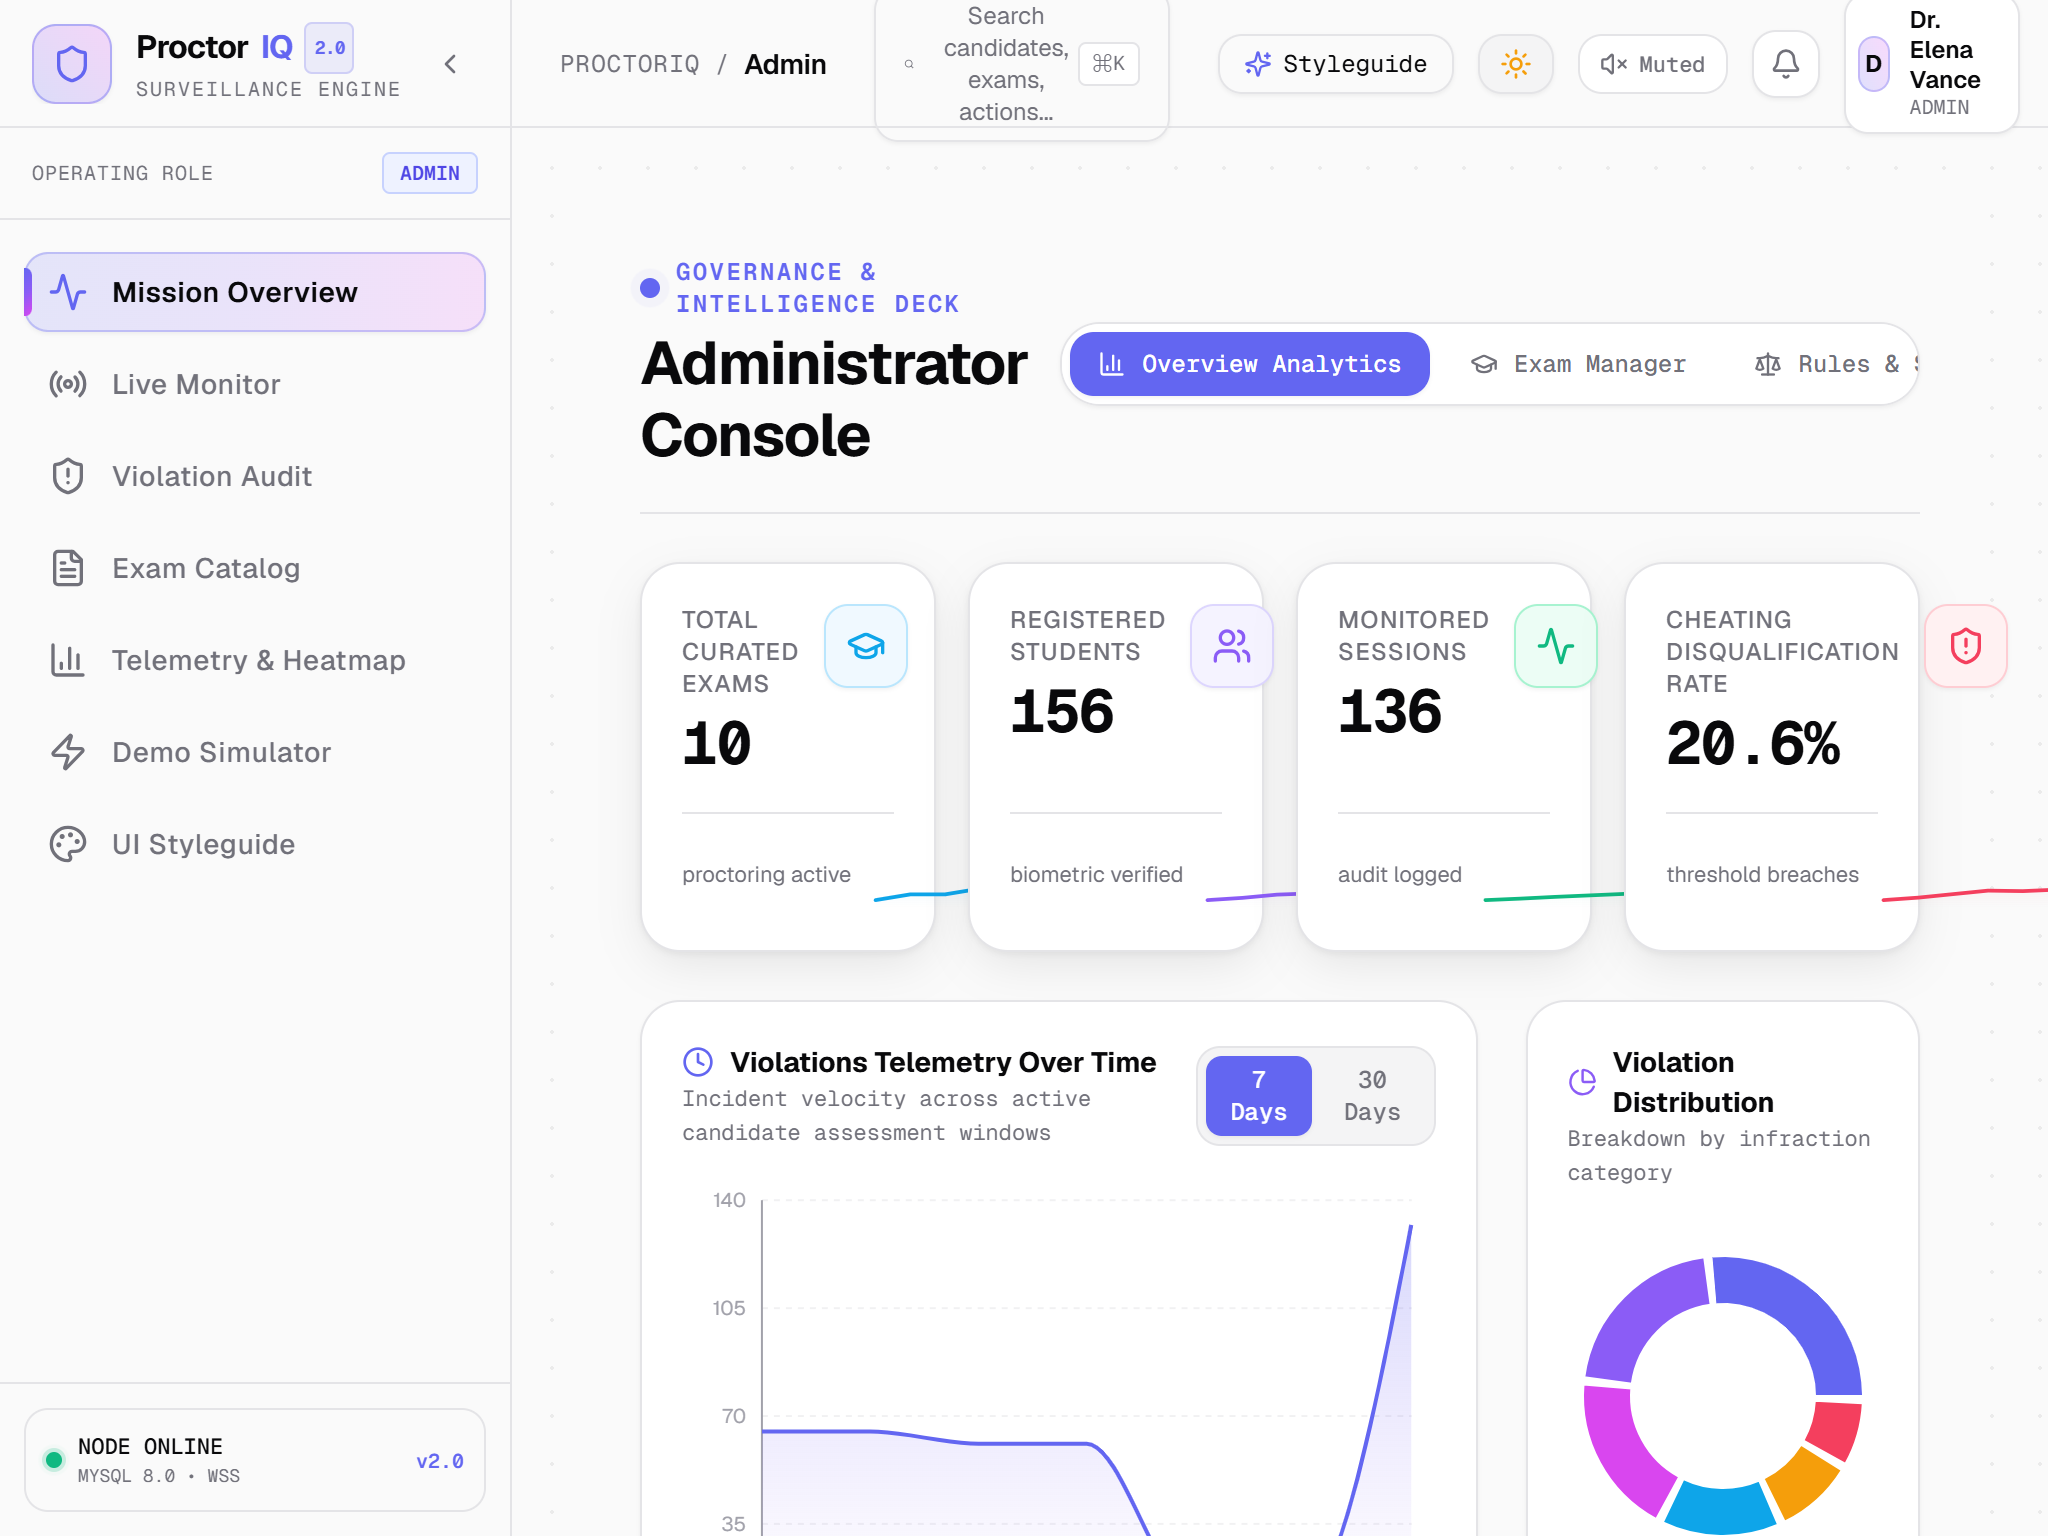 Proctor IQ 2.0
SURVEILLANCE ENGINE
OPERATING ROLE
ADMIN
Mission Overview
Live Monitor
Violation Audit
Exam Catalog
Telemetry & Heatmap
Demo Simulator
UI Styleguide
NODE ONLINE
MYSQL 8.0 • WSS
v2.0
PROCTORIQ / Admin
Search
candidates,
exams,
actions...
⌘K
Styleguide
Muted
D
Dr.
Elena
Vance
ADMIN
GOVERNANCE &
INTELLIGENCE DECK
Administrator
Console
Overview Analytics
Exam Manager
Rules &
TOTAL
CURATED
EXAMS
10
proctoring active
REGISTERED
STUDENTS
156
biometric verified
MONITORED
SESSIONS
136
audit logged
CHEATING
DISQUALIFICATION
RATE
20.6%
threshold breaches
Violations Telemetry Over Time
Incident velocity across active
candidate assessment windows
7
Days
30
Days
140
105
70
35
Violation
Distribution
Breakdown by infraction
category